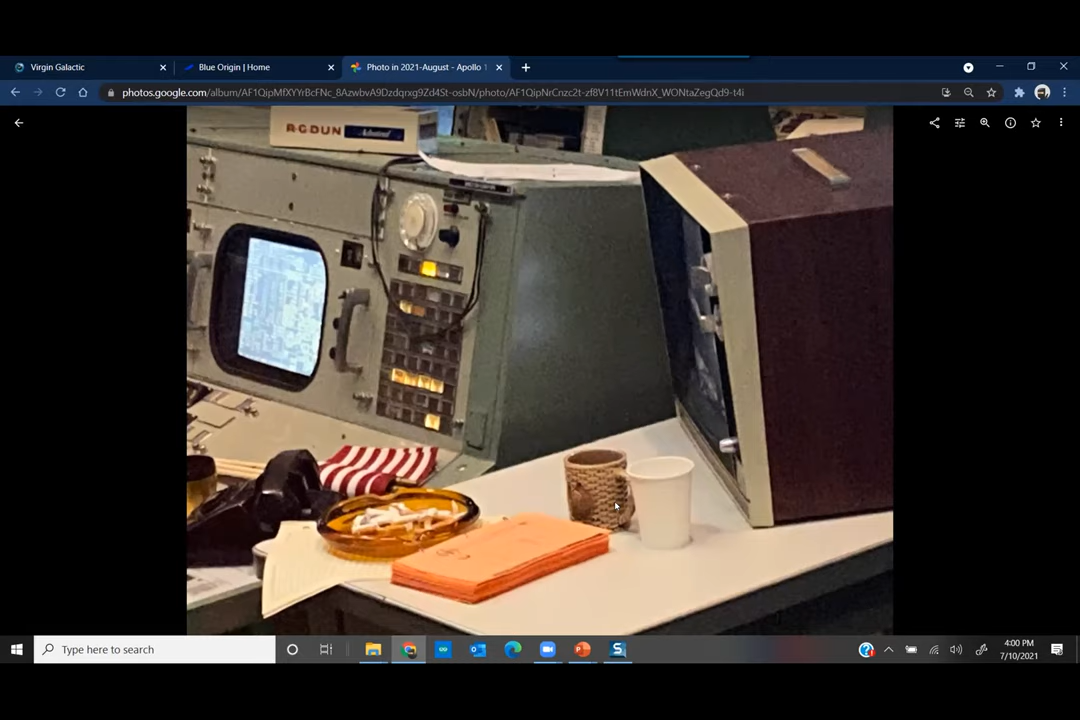 Virgin Galactic
Blue Origin | Home
Photo in 2021-August - Apollo 1
photos.google.com/album/AF1QipMfXYYrBcFNc_8AzwbvA9Dzdqrxg9Zd4St-osbN/photo/AF1QipNrCnzc2t-zf8V11tEmWdnX_WONtaZegQd9-t4i
Type here to search
4:00 PM
7/10/2021